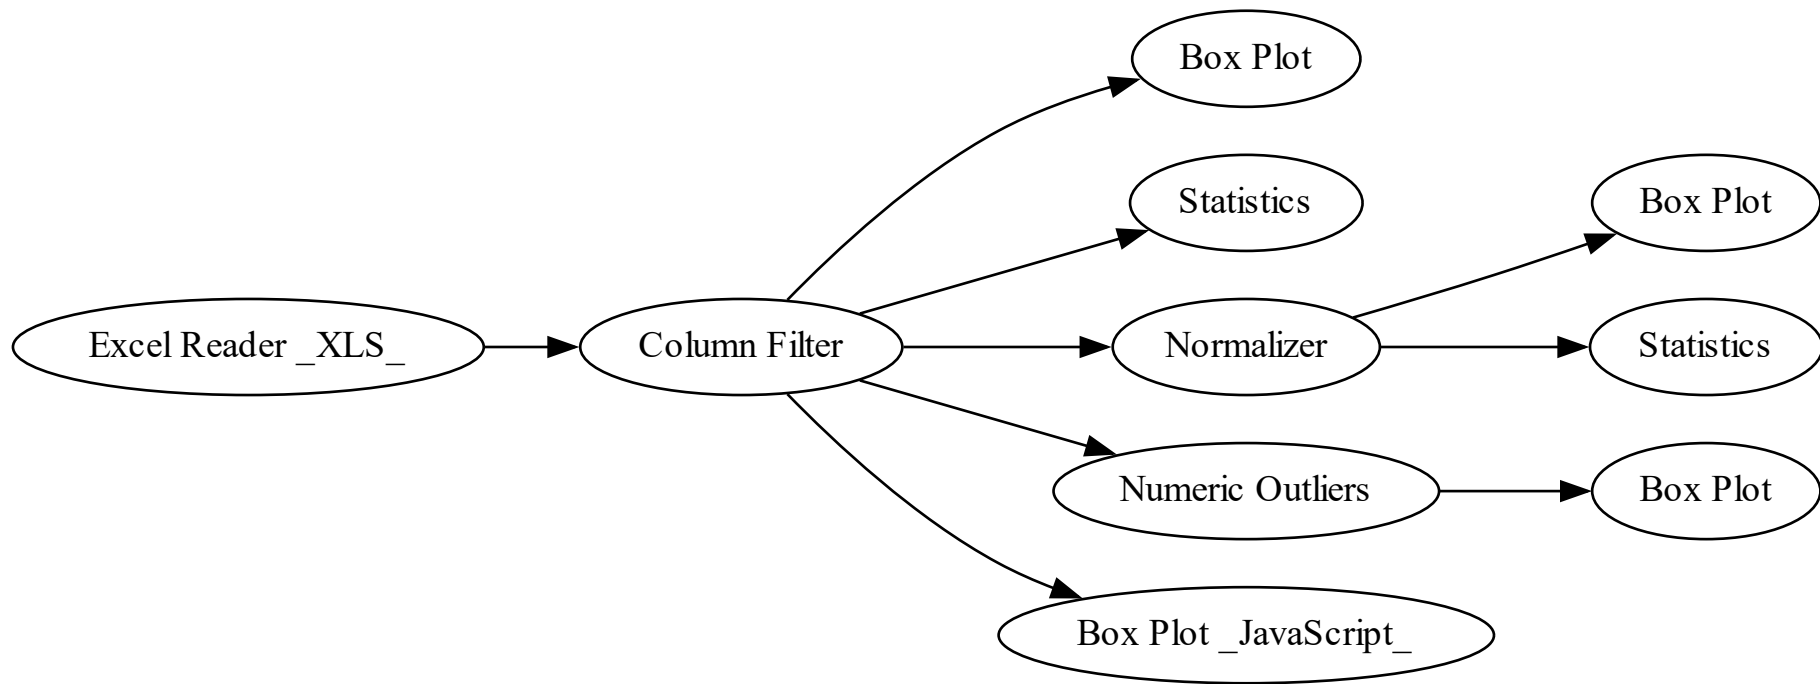 Box Plot
Statistics
Box Plot
Excel Reader _XLS_
Column Filter
Normalizer
Statistics
Numeric Outliers
Box Plot
Box Plot _JavaScript_